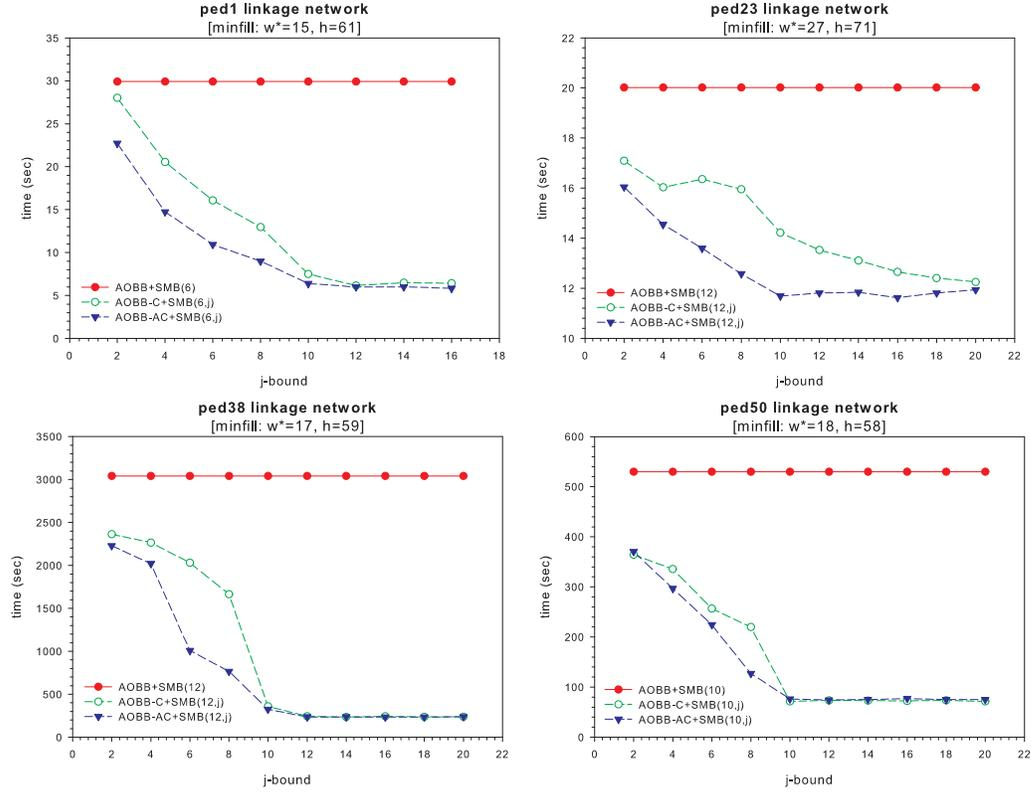 ped1 linkage network
[minfill: w*=15, h=61]
35
30
25
20
15
10
5
0
time (sec)
AOBB+SMB(6)
AOBB-C+SMB(6,j)
AOBB-AC+SMB(6,j)
0 2 4 6 8 10 12 14 16 18
j-bound
ped23 linkage network
[minfill: w*=27, h=71]
22
20
18
16
14
12
10
time (sec)
AOBB+SMB(12)
AOBB-C+SMB(12,j)
AOBB-AC+SMB(12,j)
0 2 4 6 8 10 12 14 16 18 20 22
j-bound
ped38 linkage network
[minfill: w*=17, h=59]
3500
3000
2500
2000
1500
1000
500
0
time (sec)
AOBB+SMB(12)
AOBB-C+SMB(12,j)
AOBB-AC+SMB(12,j)
0 2 4 6 8 10 12 14 16 18 20 22
j-bound
ped50 linkage network
[minfill: w*=18, h=58]
600
500
400
300
200
100
0
time (sec)
AOBB+SMB(10)
AOBB-C+SMB(10,j)
AOBB-AC+SMB(10,j)
0 2 4 6 8 10 12 14 16 18 20 22
j-bound